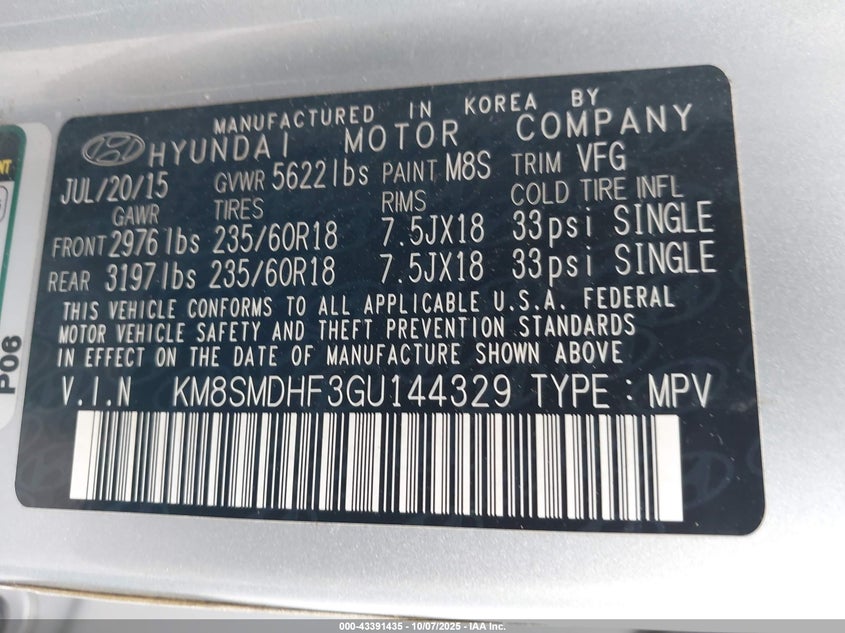 MANUFACTURED IN KOREA BY
HYUNDAI MOTOR COMPANY
JUL/20/15 GVWR 5622lbs PAINT M8S TRIM VFG
GAWR TIRES RIMS COLD TIRE INFL
FRONT 2976lbs 235/60R18 7.5JX18 33psi SINGLE
REAR 3197lbs 235/60R18 7.5JX18 33psi SINGLE
THIS VEHICLE CONFORMS TO ALL APPLICABLE U.S.A. FEDERAL
MOTOR VEHICLE SAFETY AND THEFT PREVENTION STANDARDS
IN EFFECT ON THE DATE OF MANUFACTURE SHOWN ABOVE
V.I.N KM8SMDHF3GU144329 TYPE : MPV
P06
000-43391435 - 10/07/2025 - IAA Inc.